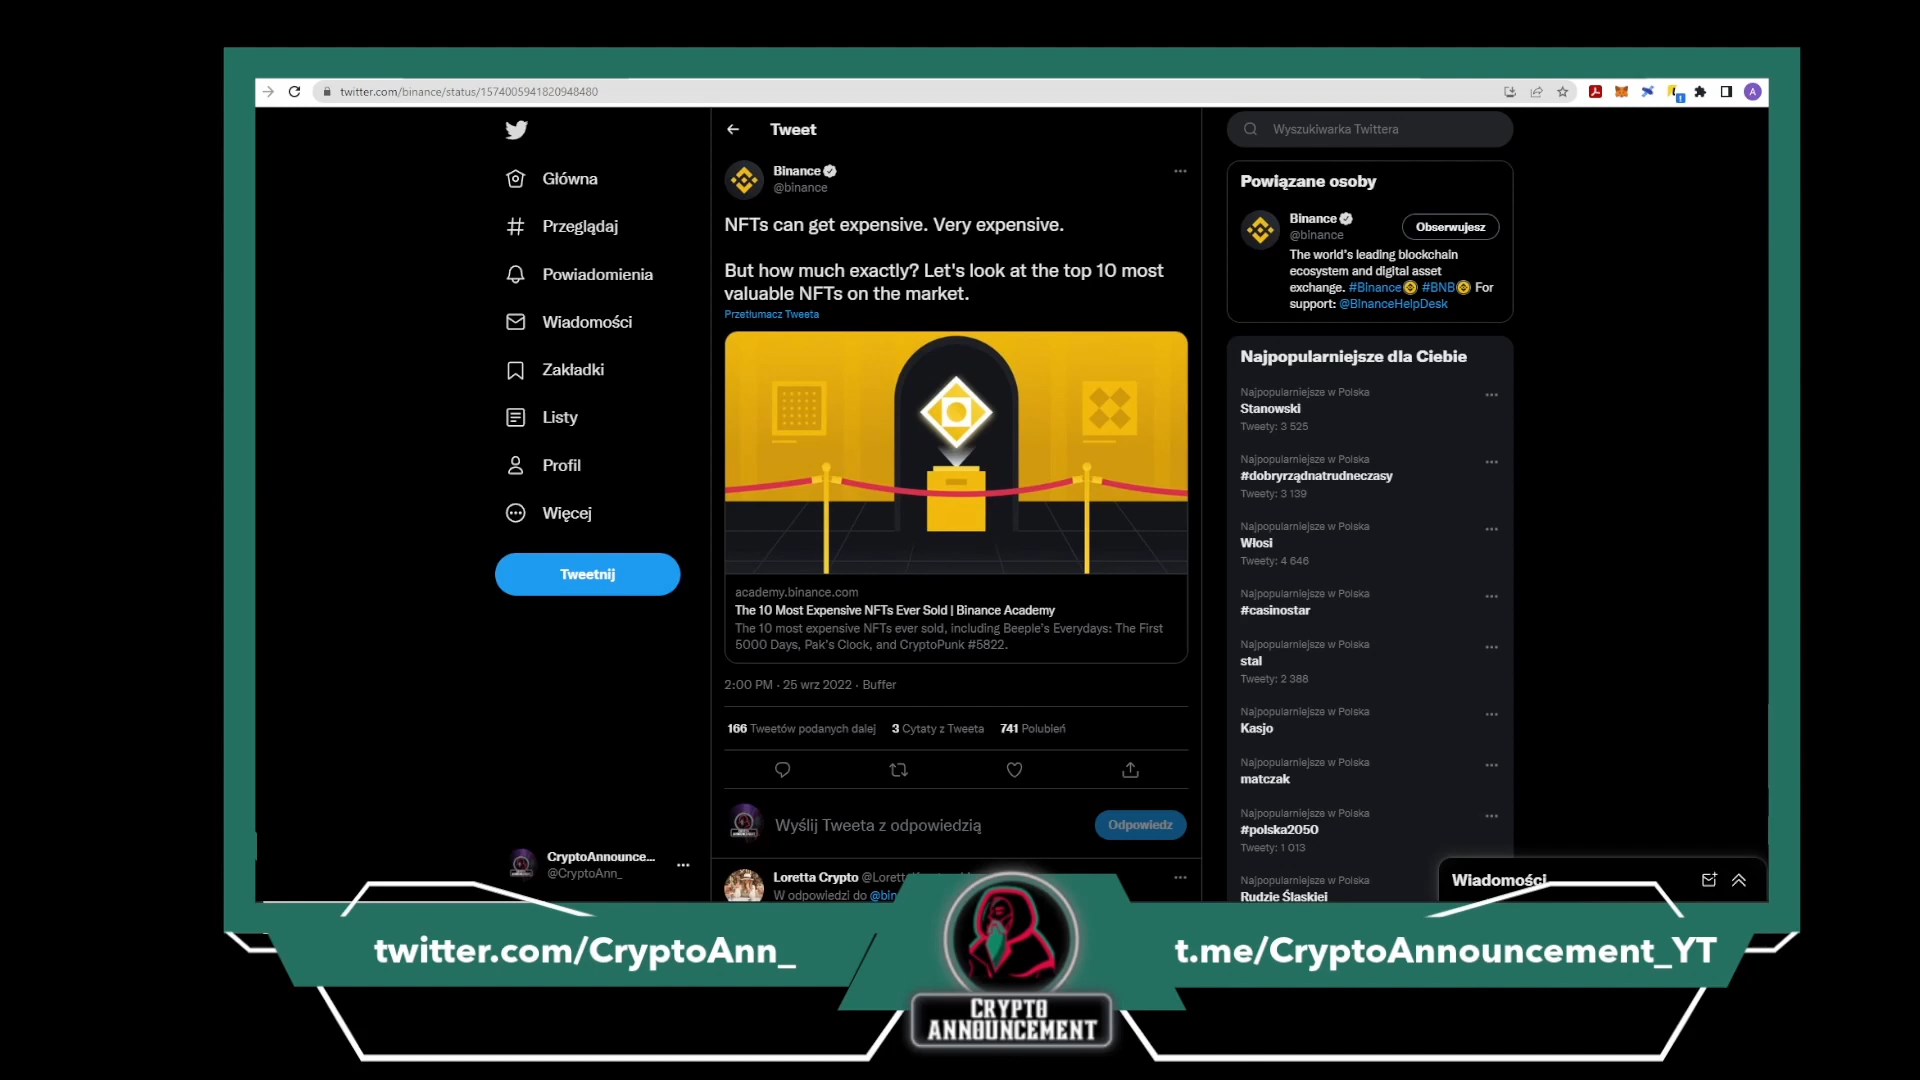 twitter.com/binance/status/1574005941820948480
Główna
Przeglądaj
Powiadomienia
Wiadomości
Zakładki
Listy
Profil
Więcej
Tweetnij
CryptoAnnounce...
@CryptoAnn_
Tweet
Binance
@binance
NFTs can get expensive. Very expensive.
But how much exactly? Let's look at the top 10 most
valuable NFTs on the market.
Przetłumacz Tweeta
academy.binance.com
The 10 Most Expensive NFTs Ever Sold | Binance Academy
The 10 most expensive NFTs ever sold, including Beeple's Everydays: The First
5000 Days, Pak's Clock, and CryptoPunk #5822.
2:00 PM · 25 wrz 2022 · Buffer
166 Tweetów podanych dalej 3 Cytaty z Tweeta 741 Polubień
Wyślij Tweeta z odpowiedzią
Odpowiedz
Loretta Crypto
W odpowiedzi do
Wyszukiwarka Twittera
Powiązane osoby
Binance
@binance
Obserwujesz
The world's leading blockchain
ecosystem and digital asset
exchange. #Binance #BNB For
support: @BinanceHelpDesk
Najpopularniejsze dla Ciebie
Najpopularniejsze w Polska
Stanowski
Tweety: 3 525
Najpopularniejsze w Polska
#dobryrządnatrudneczasy
Tweety: 3 139
Najpopularniejsze w Polska
Włosi
Tweety: 4 646
Najpopularniejsze w Polska
#casinostar
Najpopularniejsze w Polska
stal
Tweety: 2 388
Najpopularniejsze w Polska
Kasjo
Najpopularniejsze w Polska
matczak
Najpopularniejsze w Polska
#polska2050
Tweety: 1 013
Najpopularniejsze w Polska
Rudzie Śląskiej
Wiadomości
A
twitter.com/CryptoAnn_
CRYPTO
ANNOUNCEMENT
t.me/CryptoAnnouncement_YT